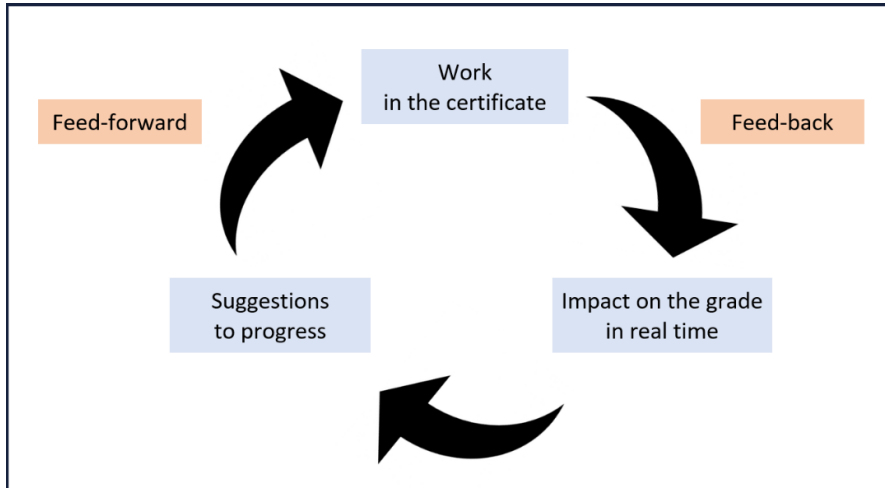 Work
in the certificate
Feed-forward
Feed-back
Suggestions
to progress
Impact on the grade
in real time